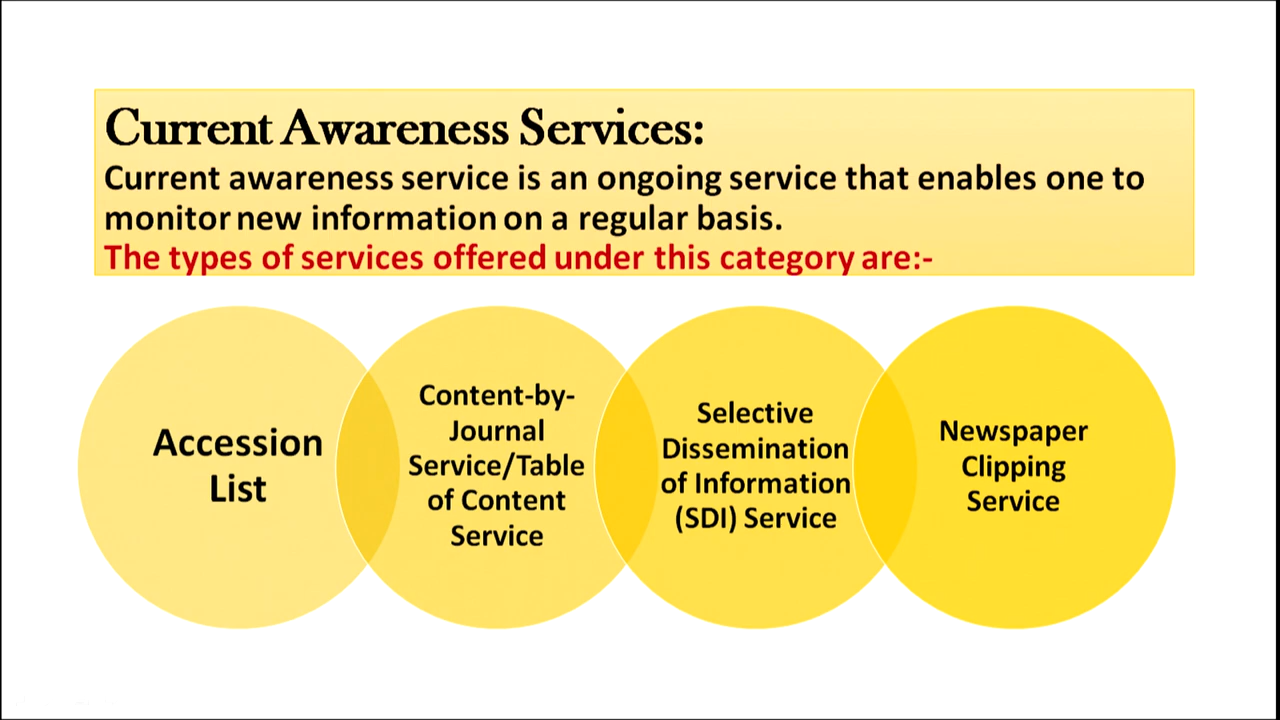 Current Awareness Services:
Current awareness service is an ongoing service that enables one to
monitor new information on a regular basis.
The types of services offered under this category are:-
Accession
List
Content-by-
Journal
Service/Table
of Content
Service
Selective
Dissemination
of Information
(SDI) Service
Newspaper
Clipping
Service